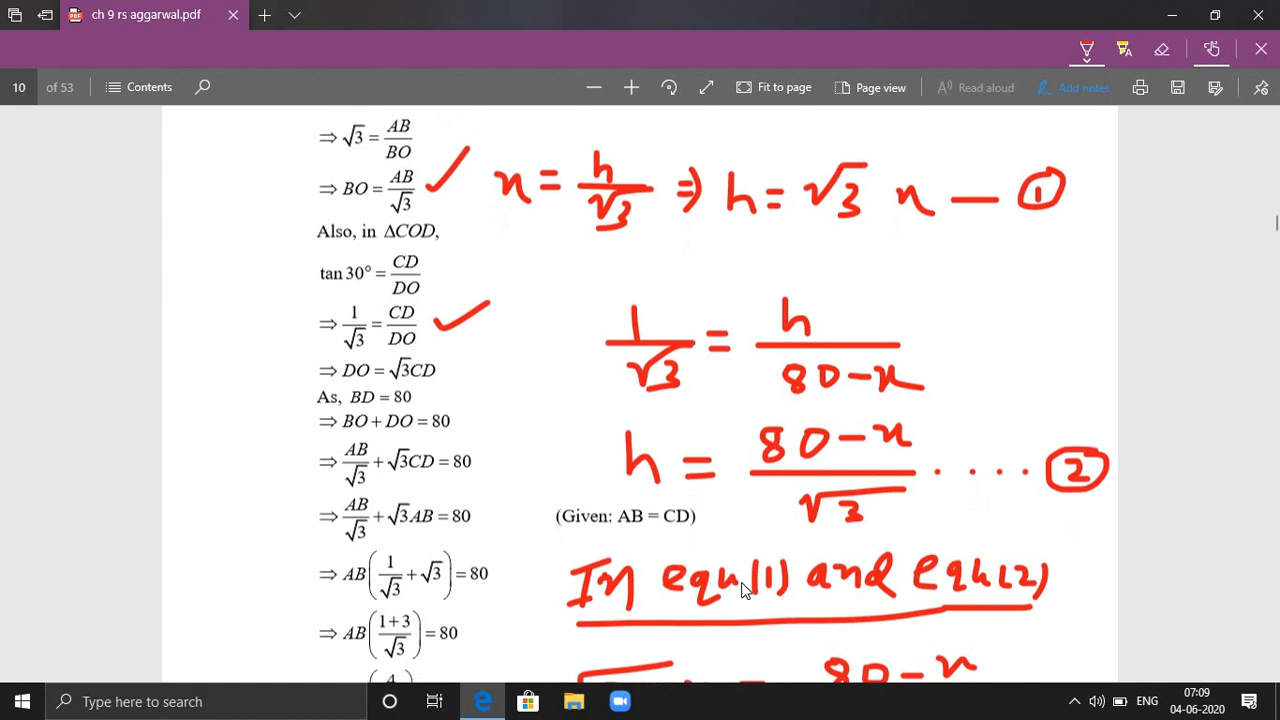 ch 9 rs aggarwal.pdf
10 of 53 Contents Fit to page Page view Read aloud Add notes
⇒ √3 = AB/BO
⇒ BO = AB/√3
x = h/√3 ⇒ h = √3 x — ①
Also, in ΔCOD,
tan 30° = CD/DO
⇒ 1/√3 = CD/DO
1/√3 = h/80-x
⇒ DO = √3CD
As, BD = 80
⇒ BO + DO = 80
h = 80-x/√3 .... ②
⇒ AB/√3 + √3CD = 80
⇒ AB/√3 + √3AB = 80 (Given: AB = CD)
⇒ AB(1/√3 + √3) = 80
In equ(1) and equ(2)
⇒ AB(1+3/√3) = 80
80-x
Type here to search
ENG
07:09
04-06-2020